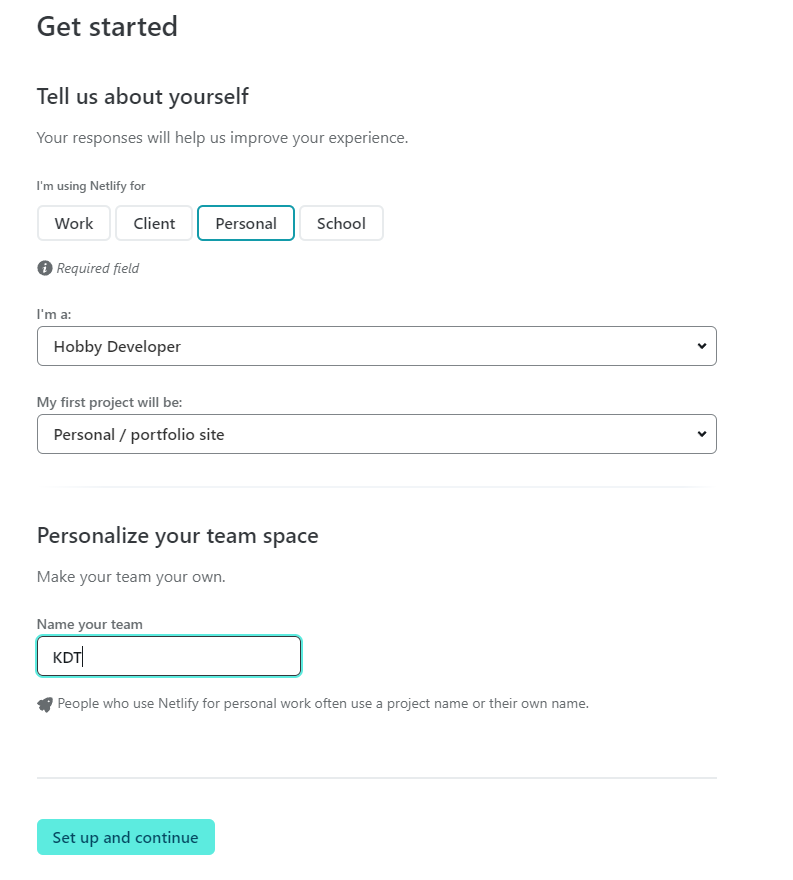 Get started
Tell us about yourself
Your responses will help us improve your experience.
I'm using Netlify for
Work Client Personal School
Required field
I'm a:
Hobby Developer
My first project will be:
Personal / portfolio site
Personalize your team space
Make your team your own.
Name your team
KDT
People who use Netlify for personal work often use a project name or their own name.
Set up and continue